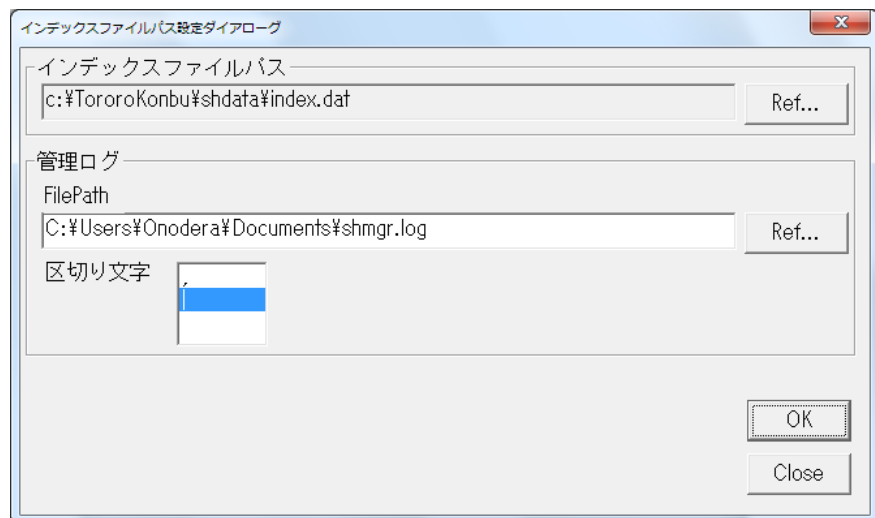 インデックスファイルパス設定ダイアローグ
インデックスファイルパス
c:¥TororoKonbu¥shdata¥index.dat
Ref...
管理ログ
FilePath
C:¥Users¥Onodera¥Documents¥shmgr.log
Ref...
区切り文字
,
|
OK
Close